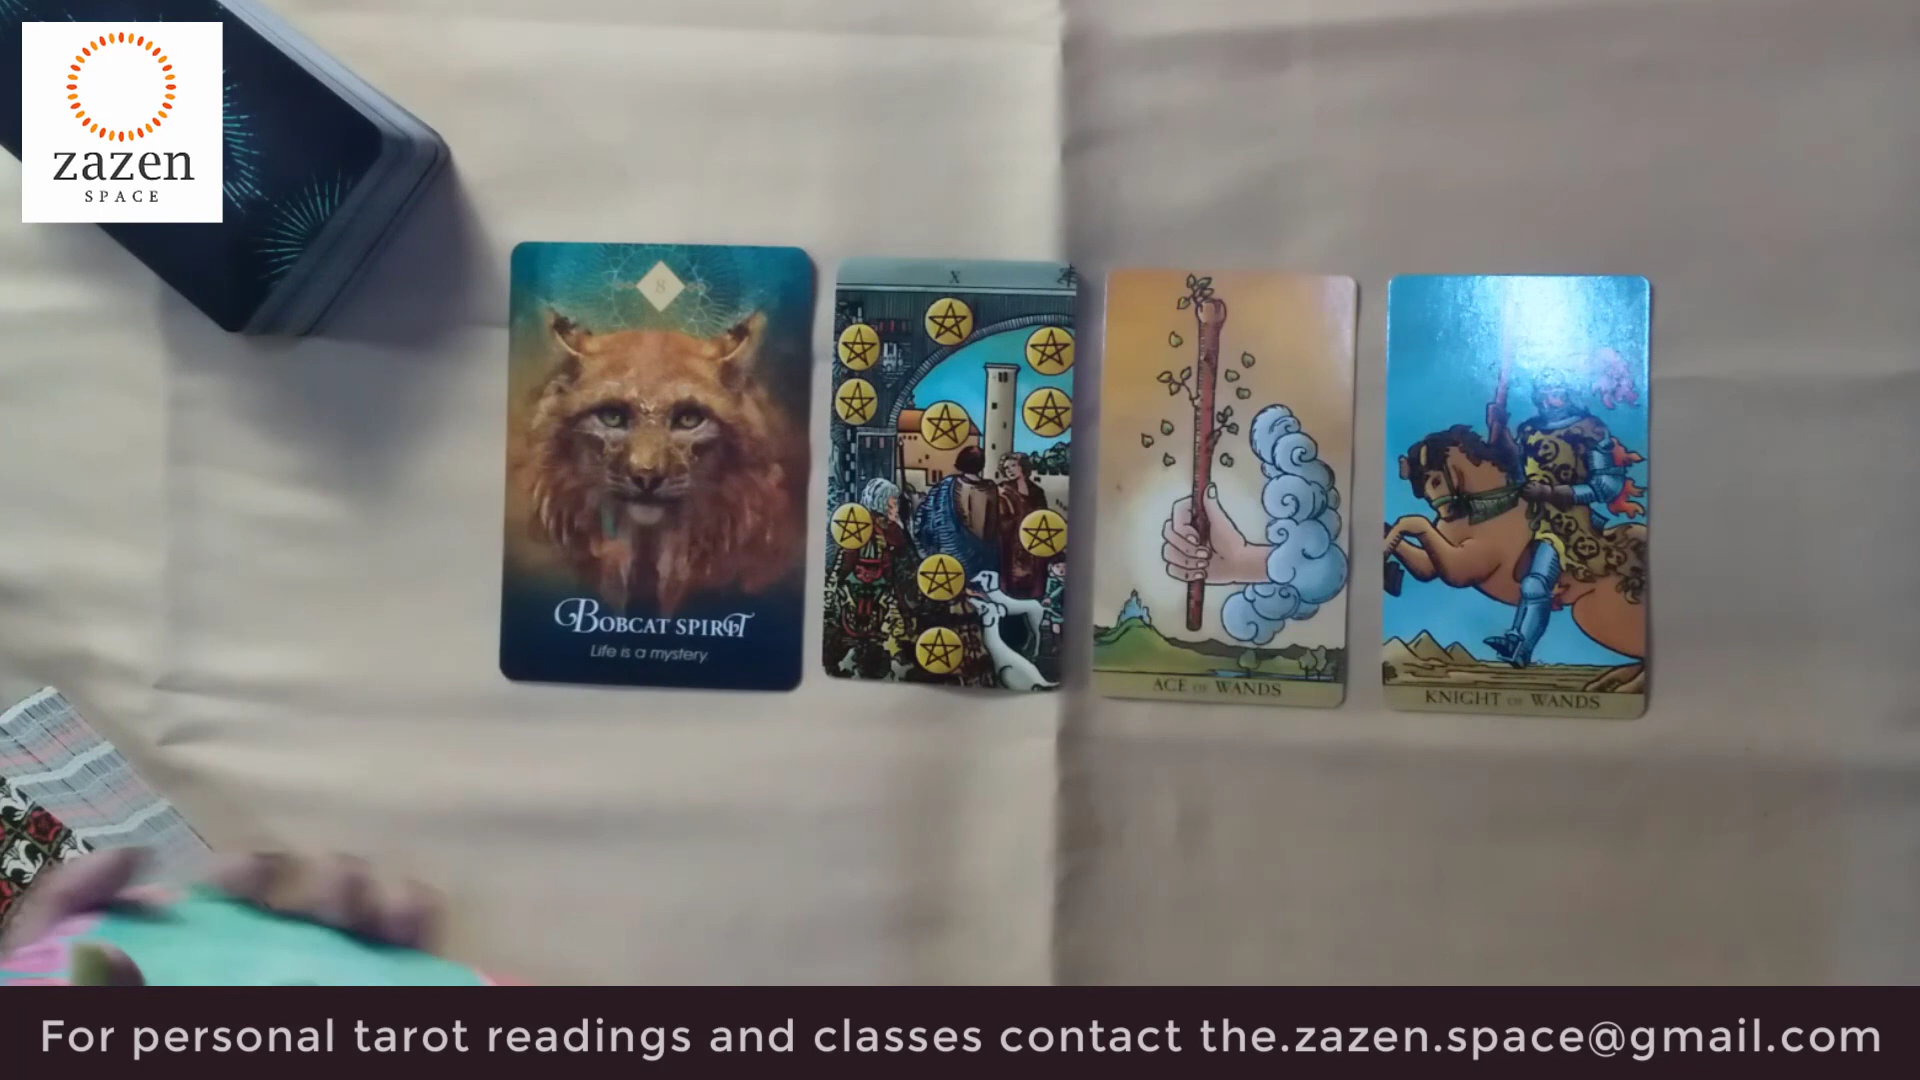 zazen
SPACE
8
BOBCAT SPIRIT
Life is a mystery.
X
ACE OF WANDS
KNIGHT OF WANDS
For personal tarot readings and classes contact the.zazen.space@gmail.com